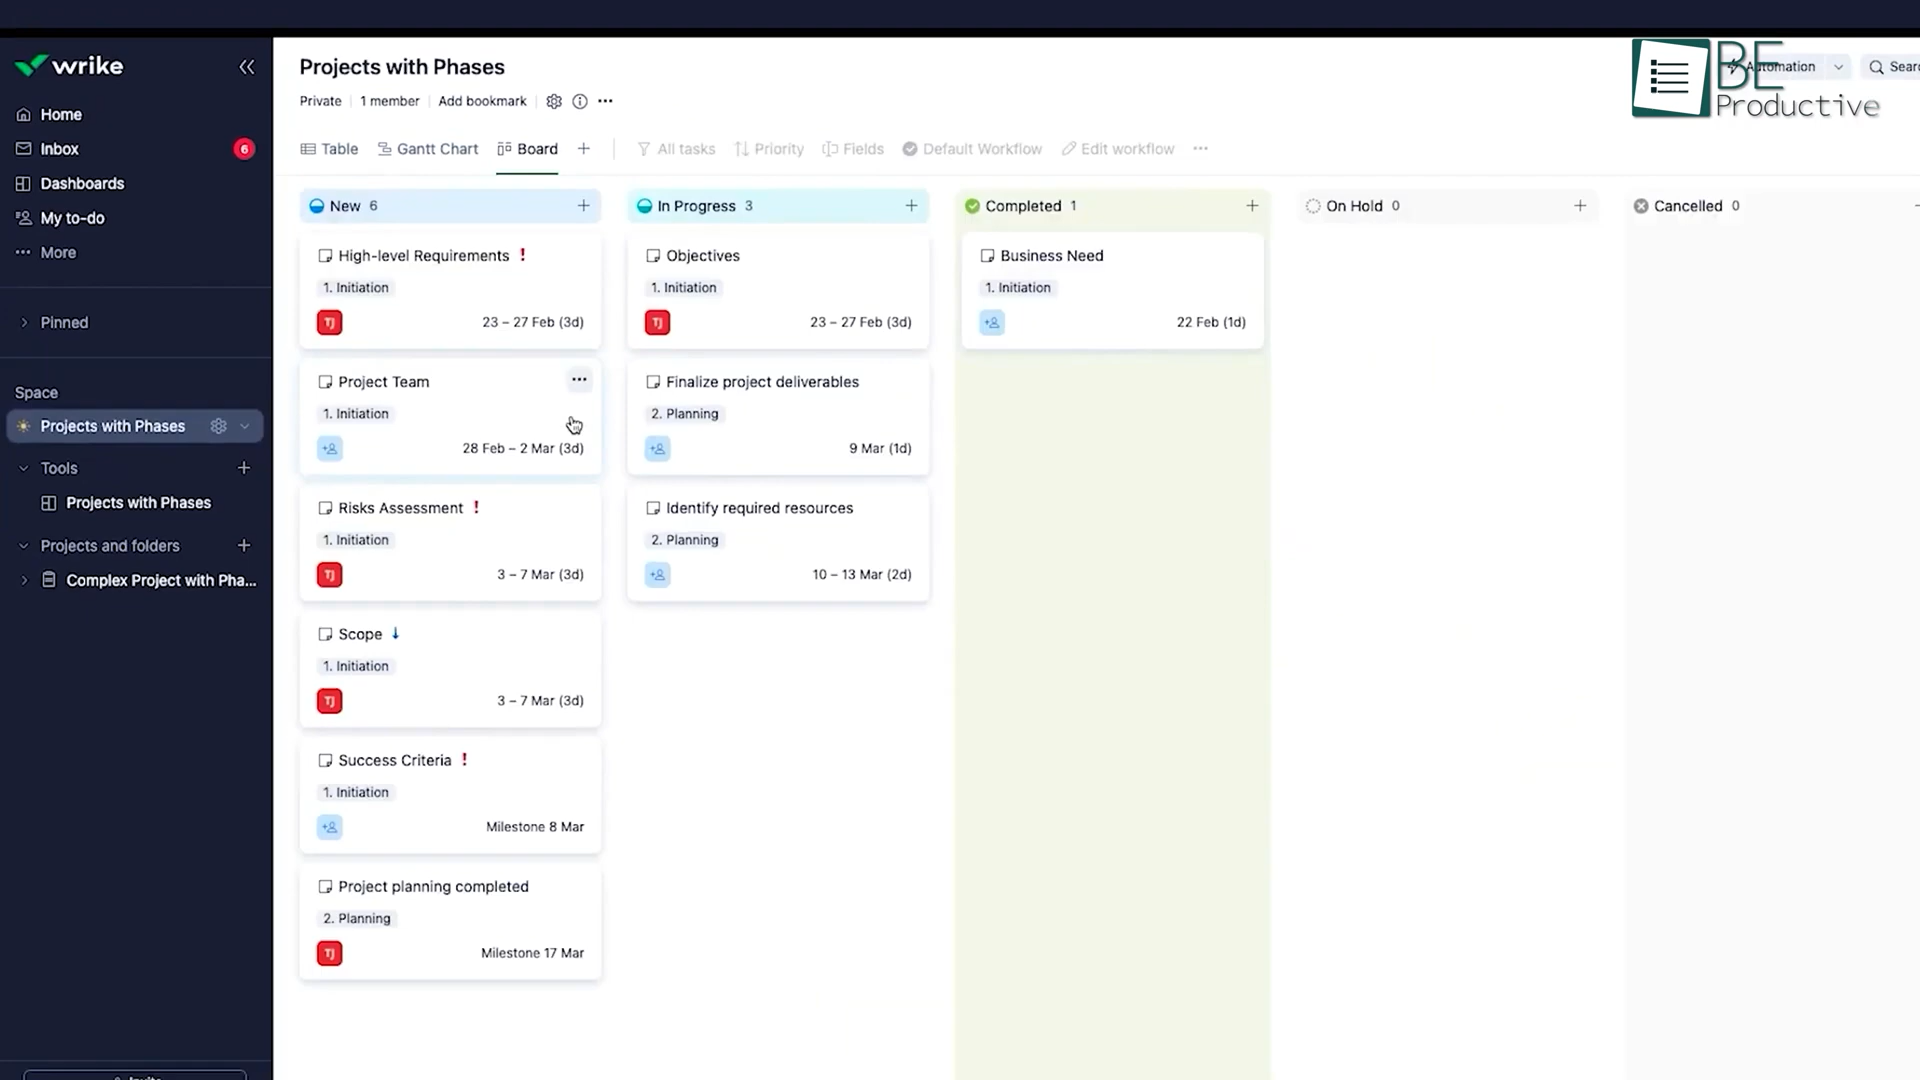 wrike
Home
Inbox 6
Dashboards
My to-do
More
Pinned
Space
Projects with Phases
Tools
Projects with Phases
Projects and folders
Complex Project with Pha...
Projects with Phases
Private 1 member Add bookmark
Table Gantt Chart Board All tasks Priority Fields Default Workflow Edit workflow
Automation
BE
Productive
New 6
High-level Requirements !
1. Initiation
TJ 23 – 27 Feb (3d)
Project Team
1. Initiation
28 Feb – 2 Mar (3d)
Risks Assessment !
1. Initiation
TJ 3 – 7 Mar (3d)
Scope
1. Initiation
TJ 3 – 7 Mar (3d)
Success Criteria !
1. Initiation
Milestone 8 Mar
Project planning completed
2. Planning
TJ Milestone 17 Mar
In Progress 3
Objectives
1. Initiation
TJ 23 – 27 Feb (3d)
Finalize project deliverables
2. Planning
9 Mar (1d)
Identify required resources
2. Planning
10 – 13 Mar (2d)
Completed 1
Business Need
1. Initiation
22 Feb (1d)
On Hold 0
Cancelled 0